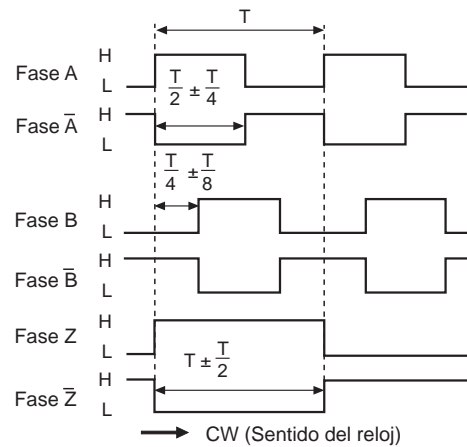 T
H
Fase A
L
T/2 ± T/4
H
Fase A̅
L
T/4 ± T/8
H
Fase B
L
H
Fase B̅
L
H
Fase Z
L
T ± T/2
H
Fase Z̅
L
CW (Sentido del reloj)